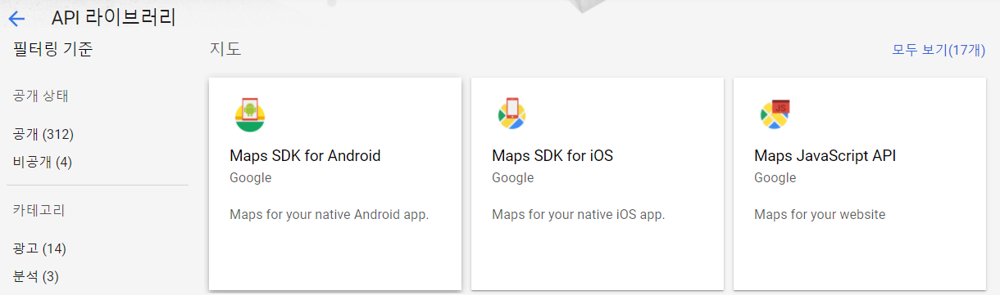 API 라이브러리
필터링 기준
공개 상태
공개 (312)
비공개 (4)
카테고리
광고 (14)
분석 (3)
지도
모두 보기(17개)
Maps SDK for Android
Google
Maps for your native Android app.
Maps SDK for iOS
Google
Maps for your native iOS app.
JS
Maps JavaScript API
Google
Maps for your website